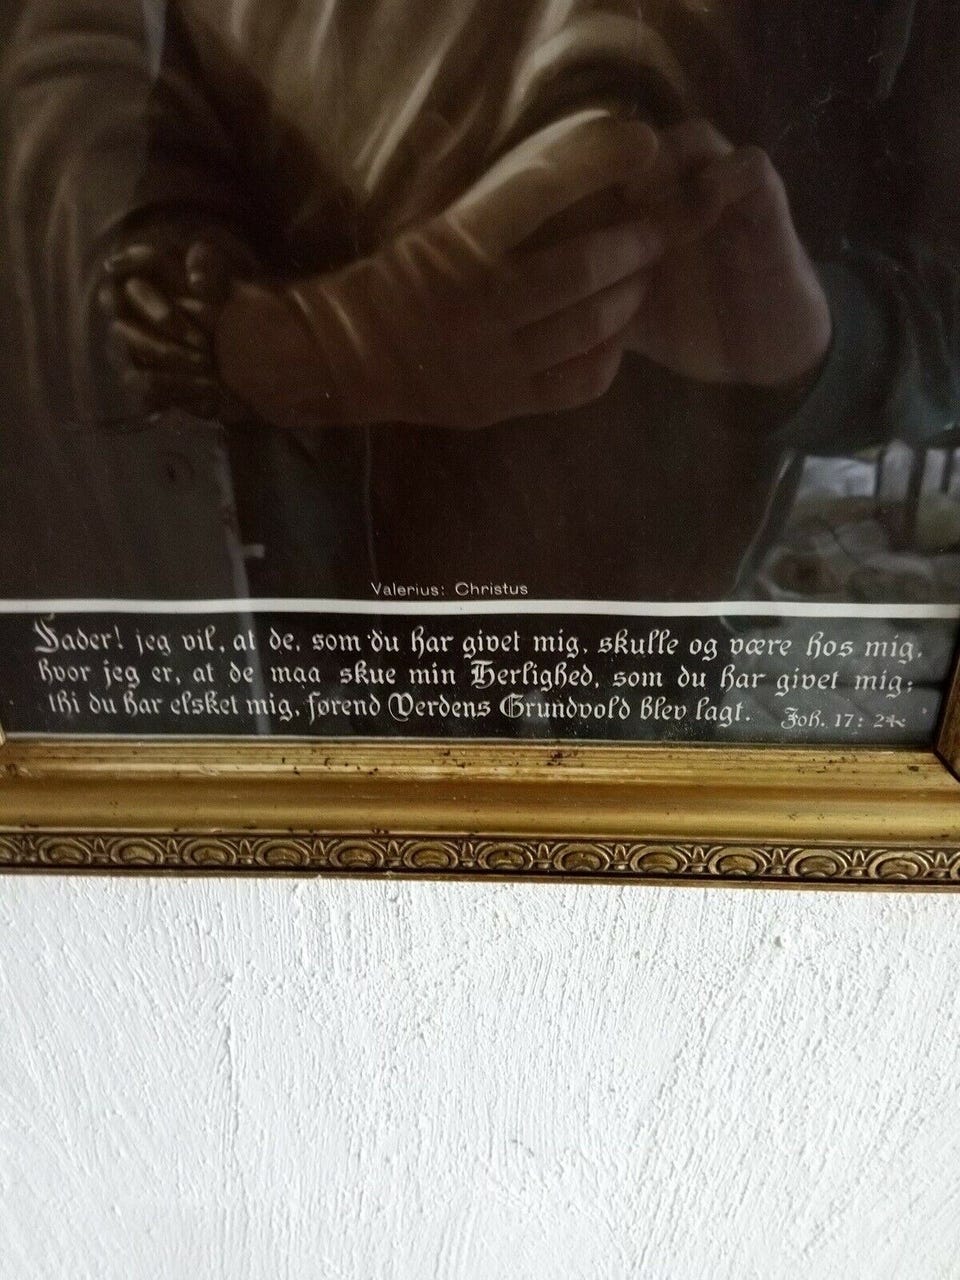 Valerius: Christus
Fader! jeg vil, at de, som du har givet mig, skulle og være hos mig,
hvor jeg er, at de maa skue min Herlighed, som du har givet mig;
thi du har elsket mig, førend Verdens Grundvold blev lagt. Joh. 17: 24